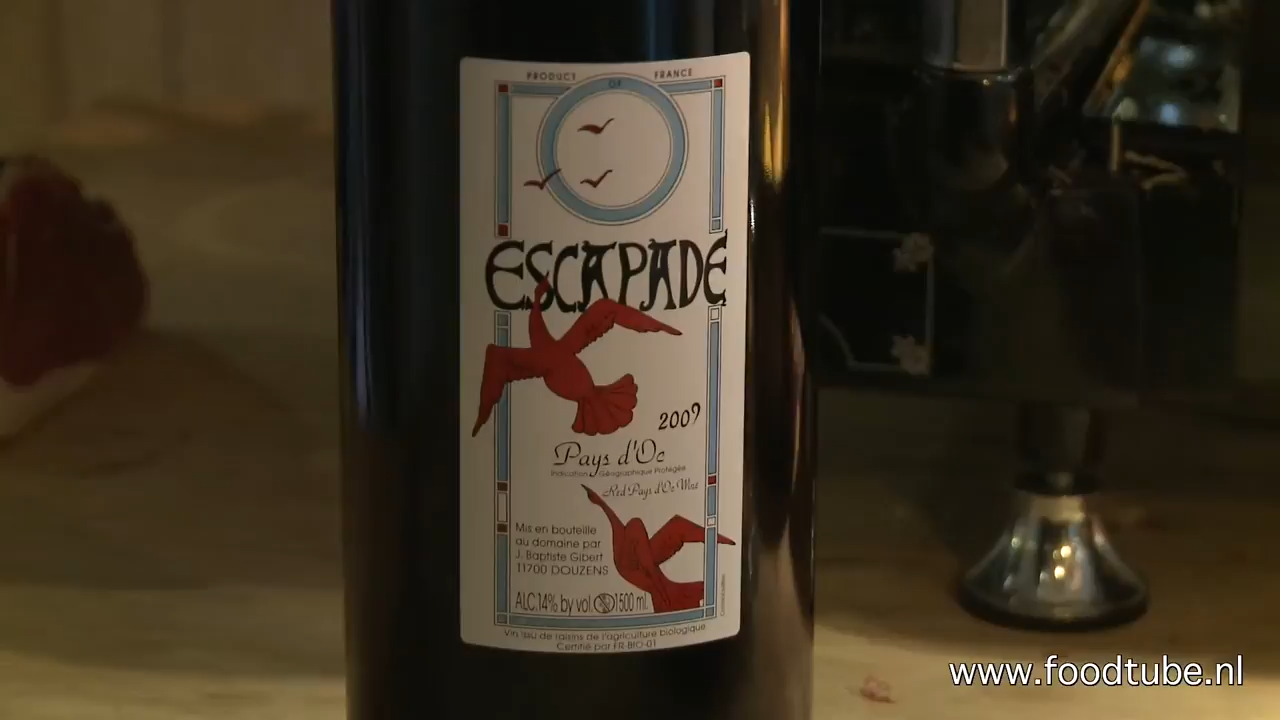 PRODUCT OF FRANCE
ESCAPADE
2009
Pays d'Oc
Indication Géographique Protégée
Red Pays d'Oc Wine
Mis en bouteille
au domaine par
J. Baptiste Gibert
11700 DOUZENS
ALC.14% by vol. 1500 ml.
Vin issu de raisins de l'agriculture biologique
Certifié par FR-BIO-01
www.foodtube.nl